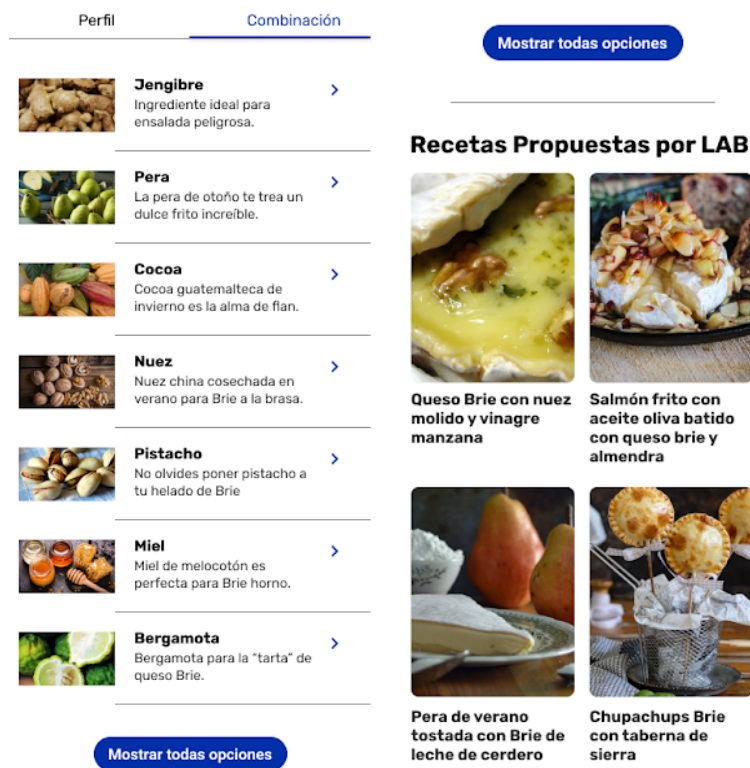 Perfil
Combinación
Jengibre
Ingrediente ideal para
ensalada peligrosa.
Pera
La pera de otoño te trea un
dulce frito increíble.
Cocoa
Cocoa guatemalteca de
invierno es la alma de flan.
Nuez
Nuez china cosechada en
verano para Brie a la brasa.
Pistacho
No olvides poner pistacho a
tu helado de Brie
Miel
Miel de melocotón es
perfecta para Brie horno.
Bergamota
Bergamota para la “tarta” de
queso Brie.
Mostrar todas opciones
Mostrar todas opciones
Recetas Propuestas por LAB
Queso Brie con nuez
molido y vinagre
manzana
Salmón frito con
aceite oliva batido
con queso brie y
almendra
Pera de verano
tostada con Brie de
leche de cerdero
Chupachups Brie
con taberna de
sierra